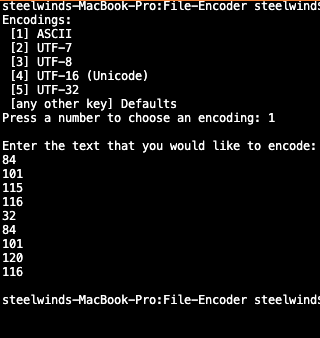 steelwinds-MacBook-Pro:File-Encoder steelwinds
Encodings:
[1] ASCII
[2] UTF-7
[3] UTF-8
[4] UTF-16 (Unicode)
[5] UTF-32
[any other key] Defaults
Press a number to choose an encoding: 1
Enter the text that you would like to encode:
84
101
115
116
32
84
101
120
116
steelwinds-MacBook-Pro:File-Encoder steelwinds